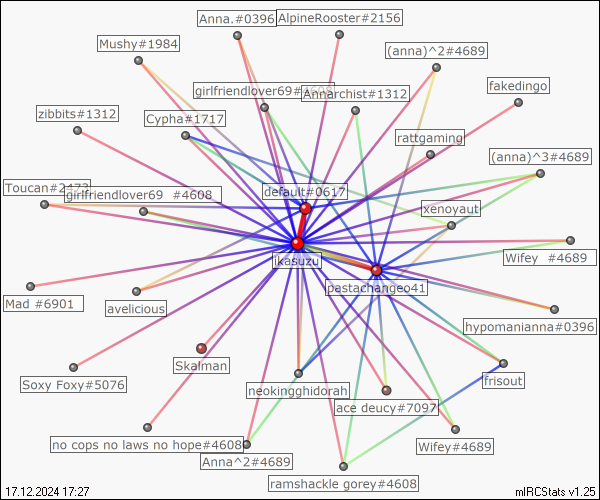 Anna.#0396
AlpineRooster#2156
Mushy#1984
(anna)^2#4689
fakedingo
girlfriendlover69#4608
Annarchist#1312
zibbits#1312
Cypha#1717
rattgaming
(anna)^3#4689
Toucan#2473
girlfriendlover69 #4608
default#0617
xenoyaut
ikasuzu
Wifey #4689
pastachangeo41
Mad #6901
avelicious
hypomanianna#0396
Skalman
Soxy Foxy#5076
neokingghidorah
frisout
ace deucy#7097
no cops no laws no hope#4608
Wifey#4689
Anna^2#4689
ramshackle gorey#4608
17.12.2024 17:27
mIRCStats v1.25